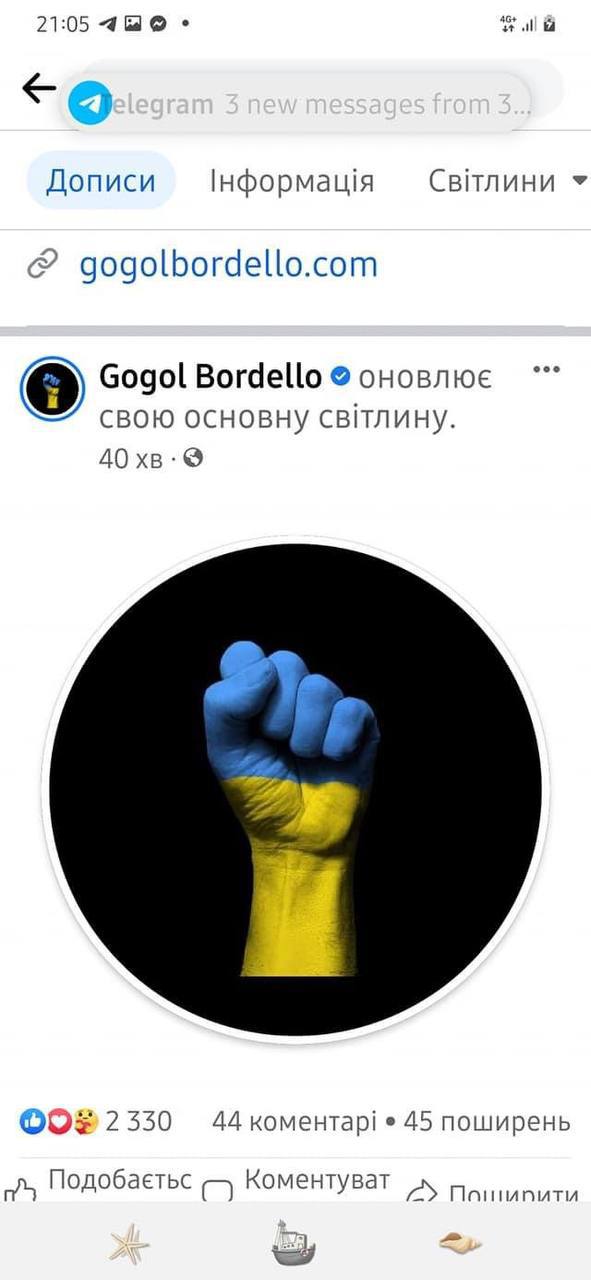 21:05
4G+
Telegram 3 new messages from 3...
Дописи Інформація Світлини
gogolbordello.com
Gogol Bordello оновлює
свою основну світлину.
40 хв ·
2 330 44 коментарі • 45 поширень
Подобаєтьс Коментуват Поширити